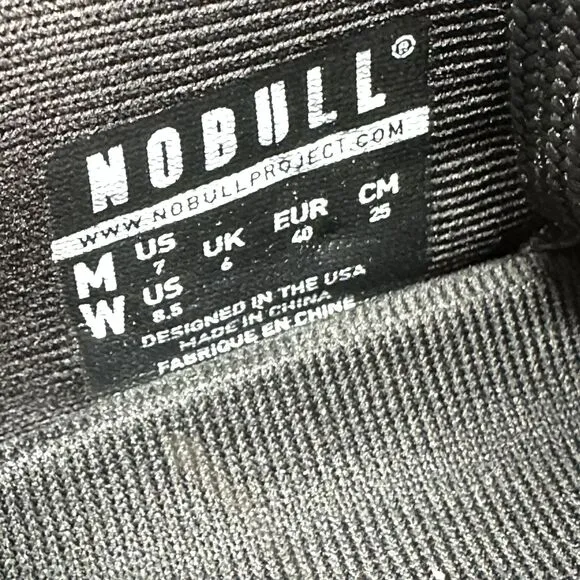 NOBULL®
WWW.NOBULLPROJECT.COM
M US 7 UK 6 EUR 40 CM 25
W US 8.5
DESIGNED IN THE USA
MADE IN CHINA
FABRIQUE EN CHINE